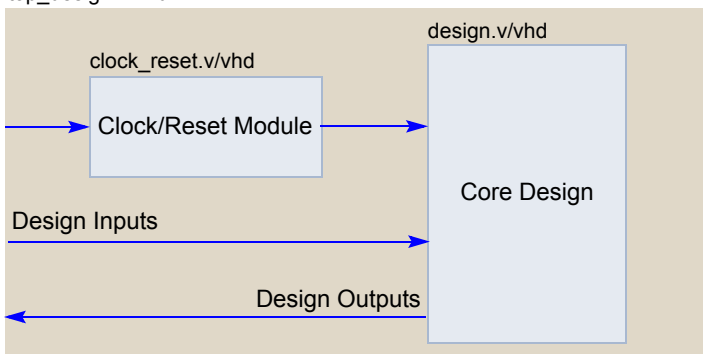 design.v/vhd
clock_reset.v/vhd
Clock/Reset Module
Core Design
Design Inputs
Design Outputs